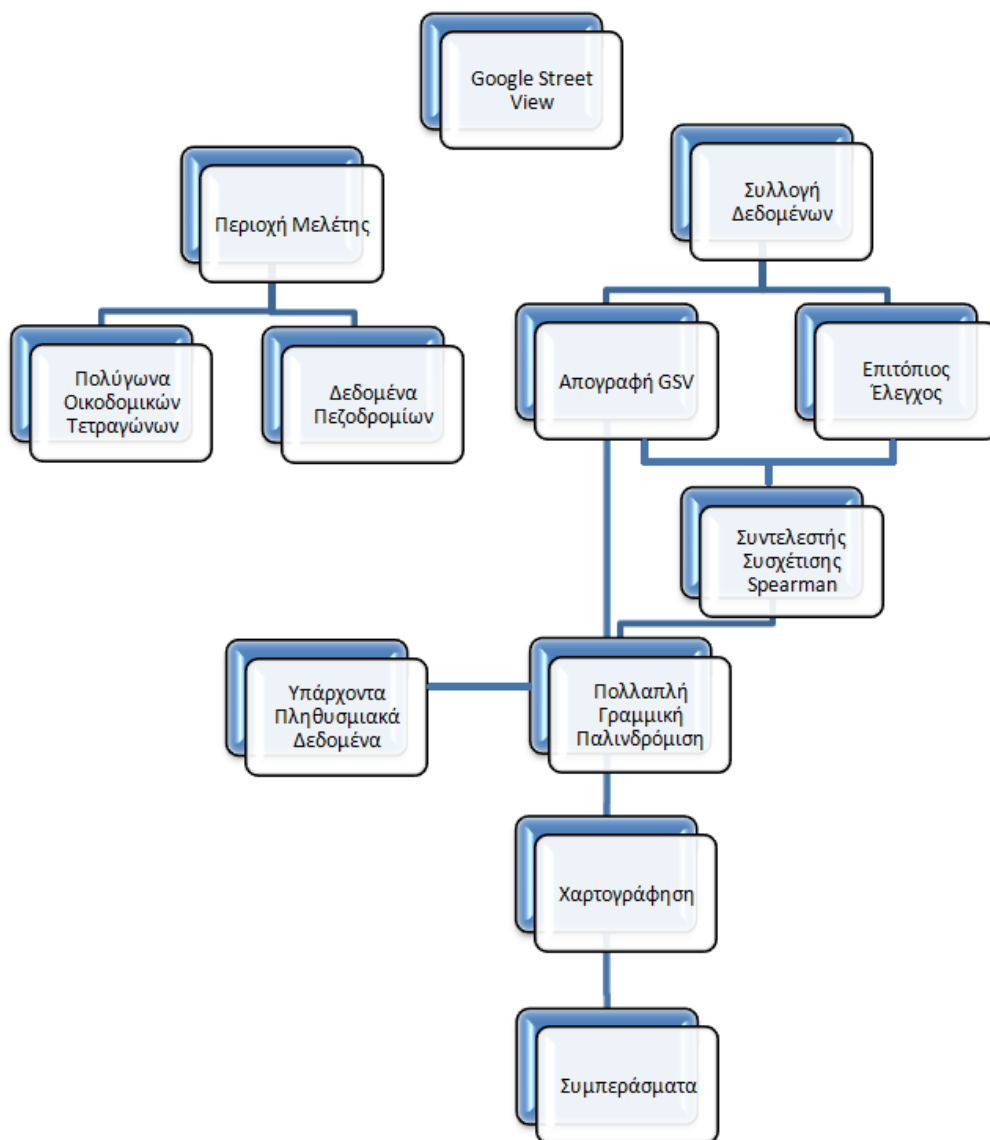 Google Street
View
Περιοχή Μελέτης
Συλλογή
Δεδομένων
Πολύγωνα
Οικοδομικών
Τετραγώνων
Δεδομένα
Πεζοδρομίων
Απογραφή GSV
Επιτόπιος
Έλεγχος
Συντελεστής
Συσχέτισης
Spearman
Υπάρχοντα
Πληθυσμιακά
Δεδομένα
Πολλαπλή
Γραμμική
Παλινδρόμιση
Χαρτογράφηση
Συμπεράσματα